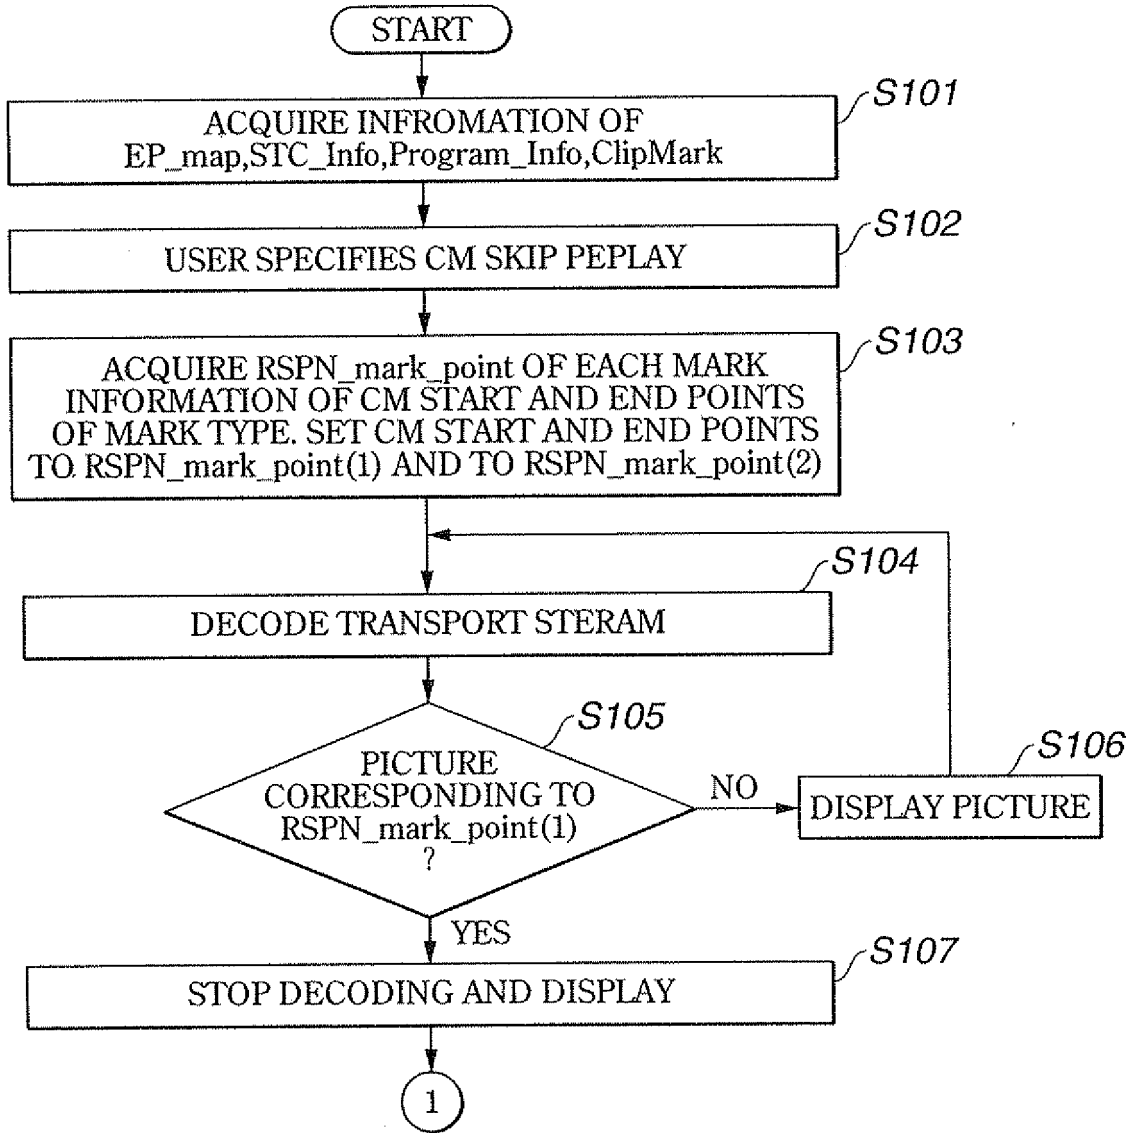 START
S101
ACQUIRE INFROMATION OF
EP_map,STC_Info,Program_Info,ClipMark
S102
USER SPECIFIES CM SKIP PEPLAY
S103
ACQUIRE RSPN_mark_point OF EACH MARK
INFORMATION OF CM START AND END POINTS
OF MARK TYPE. SET CM START AND END POINTS
TO RSPN_mark_point(1) AND TO RSPN_mark_point(2)
S104
DECODE TRANSPORT STERAM
S105
PICTURE
CORRESPONDING TO
RSPN_mark_point(1)
?
NO
S106
DISPLAY PICTURE
YES
S107
STOP DECODING AND DISPLAY
1